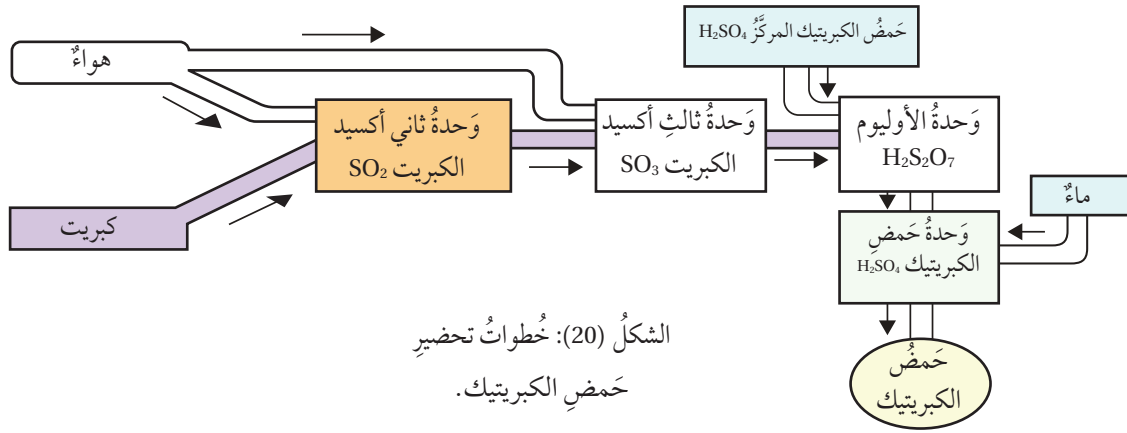 حَمضُ الكبريتيك المركَّزُ H₂SO₄
هواءٌ
وَحدةُ ثاني أكسيد
الكبريت SO₂
وَحدةُ ثالثِ أكسيد
الكبريت SO₃
وَحدةُ الأوليوم
H₂S₂O₇
ماءٌ
كبريت
وَحدةُ حَمضِ
الكبريتيك H₂SO₄
حَمضُ
الكبريتيك
الشكلُ (20): خُطواتُ تحضيرِ
حَمضِ الكبريتيك.